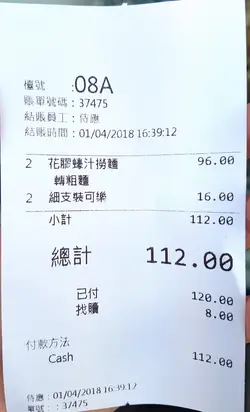 檯號 :08A
賬單號碼：37475
結賬員工：侍應
結賬時間：01/04/2018 16:39:12
2 花膠蠔汁撈麵 96.00
轉粗麵
2 細支裝可樂 16.00
小計 112.00
總計 112.00
已付 120.00
找贖 8.00
付款方法
Cash 112.00
侍應：01/04/2018 16:39:12
單號：：37475